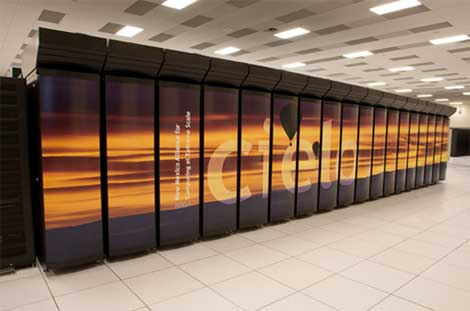 New Mexico Alliance for
Computing at Extreme Scale
cielo